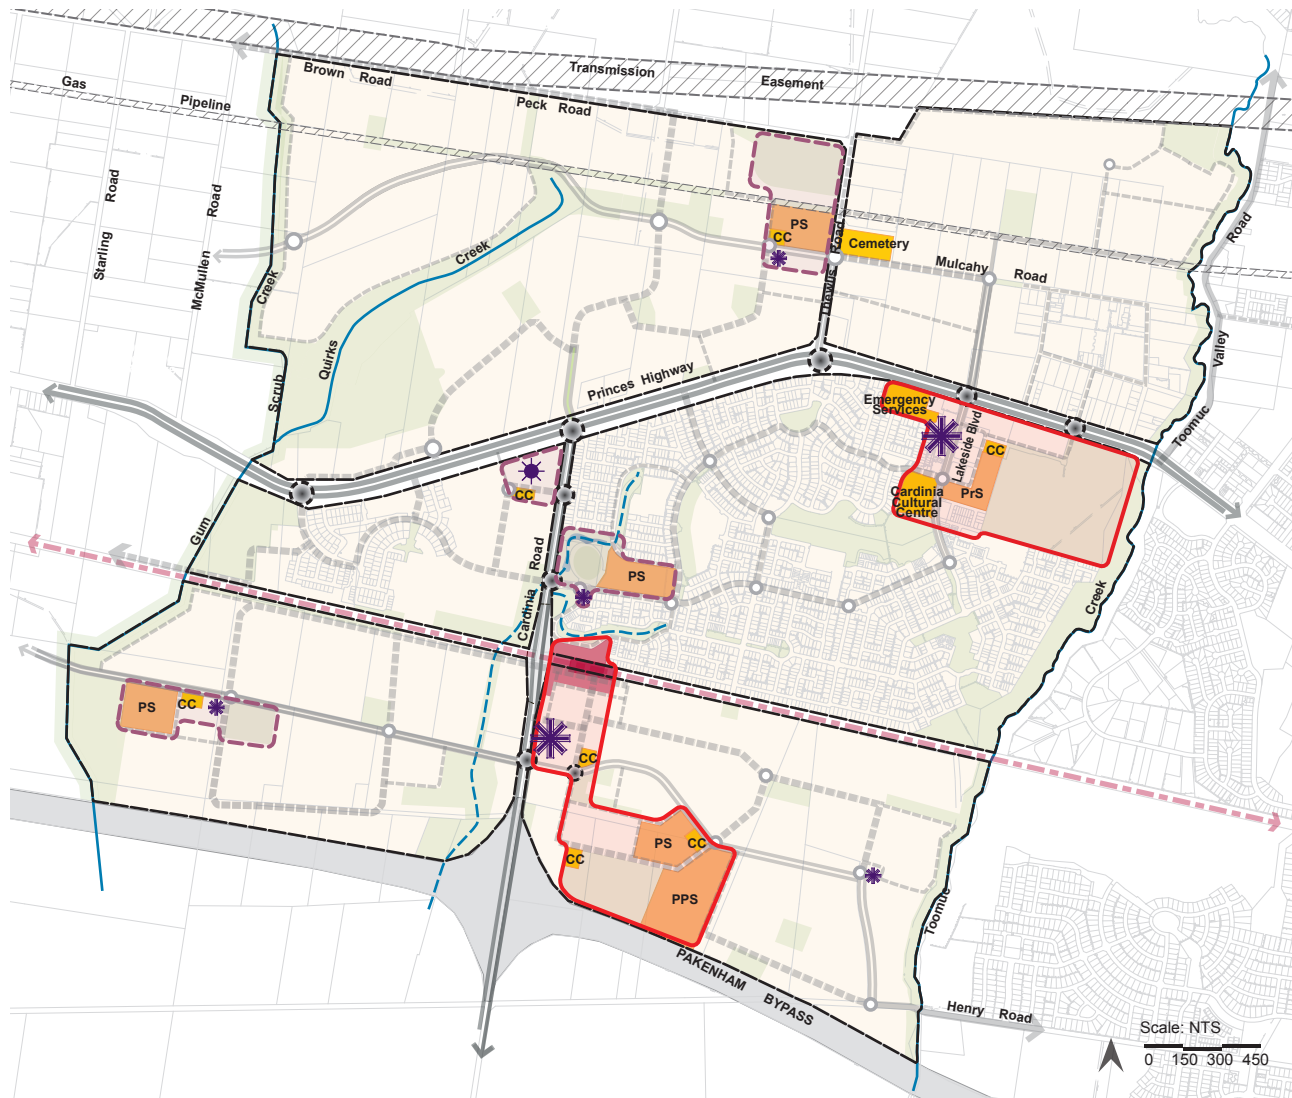 Transmission
Easement
Gas
Pipeline
Brown Road
Peck Road
Starling Road
McMullen Road
Creek
Scrub
Gum
Quirks
Creek
PS
CC
Cemetery
Thewlis Road
Mulcahy Road
Princes Highway
Toomuc
Valley
Road
Emergency
Services
Lakeside Blvd
CC
PrS
Cardinia
Cultural
Centre
CC
Cardinia Road
PS
Creek
Toomuc
PS
CC
CC
PS
CC
CC
PPS
PAKENHAM BYPASS
Henry Road
Scale: NTS
0 150 300 450